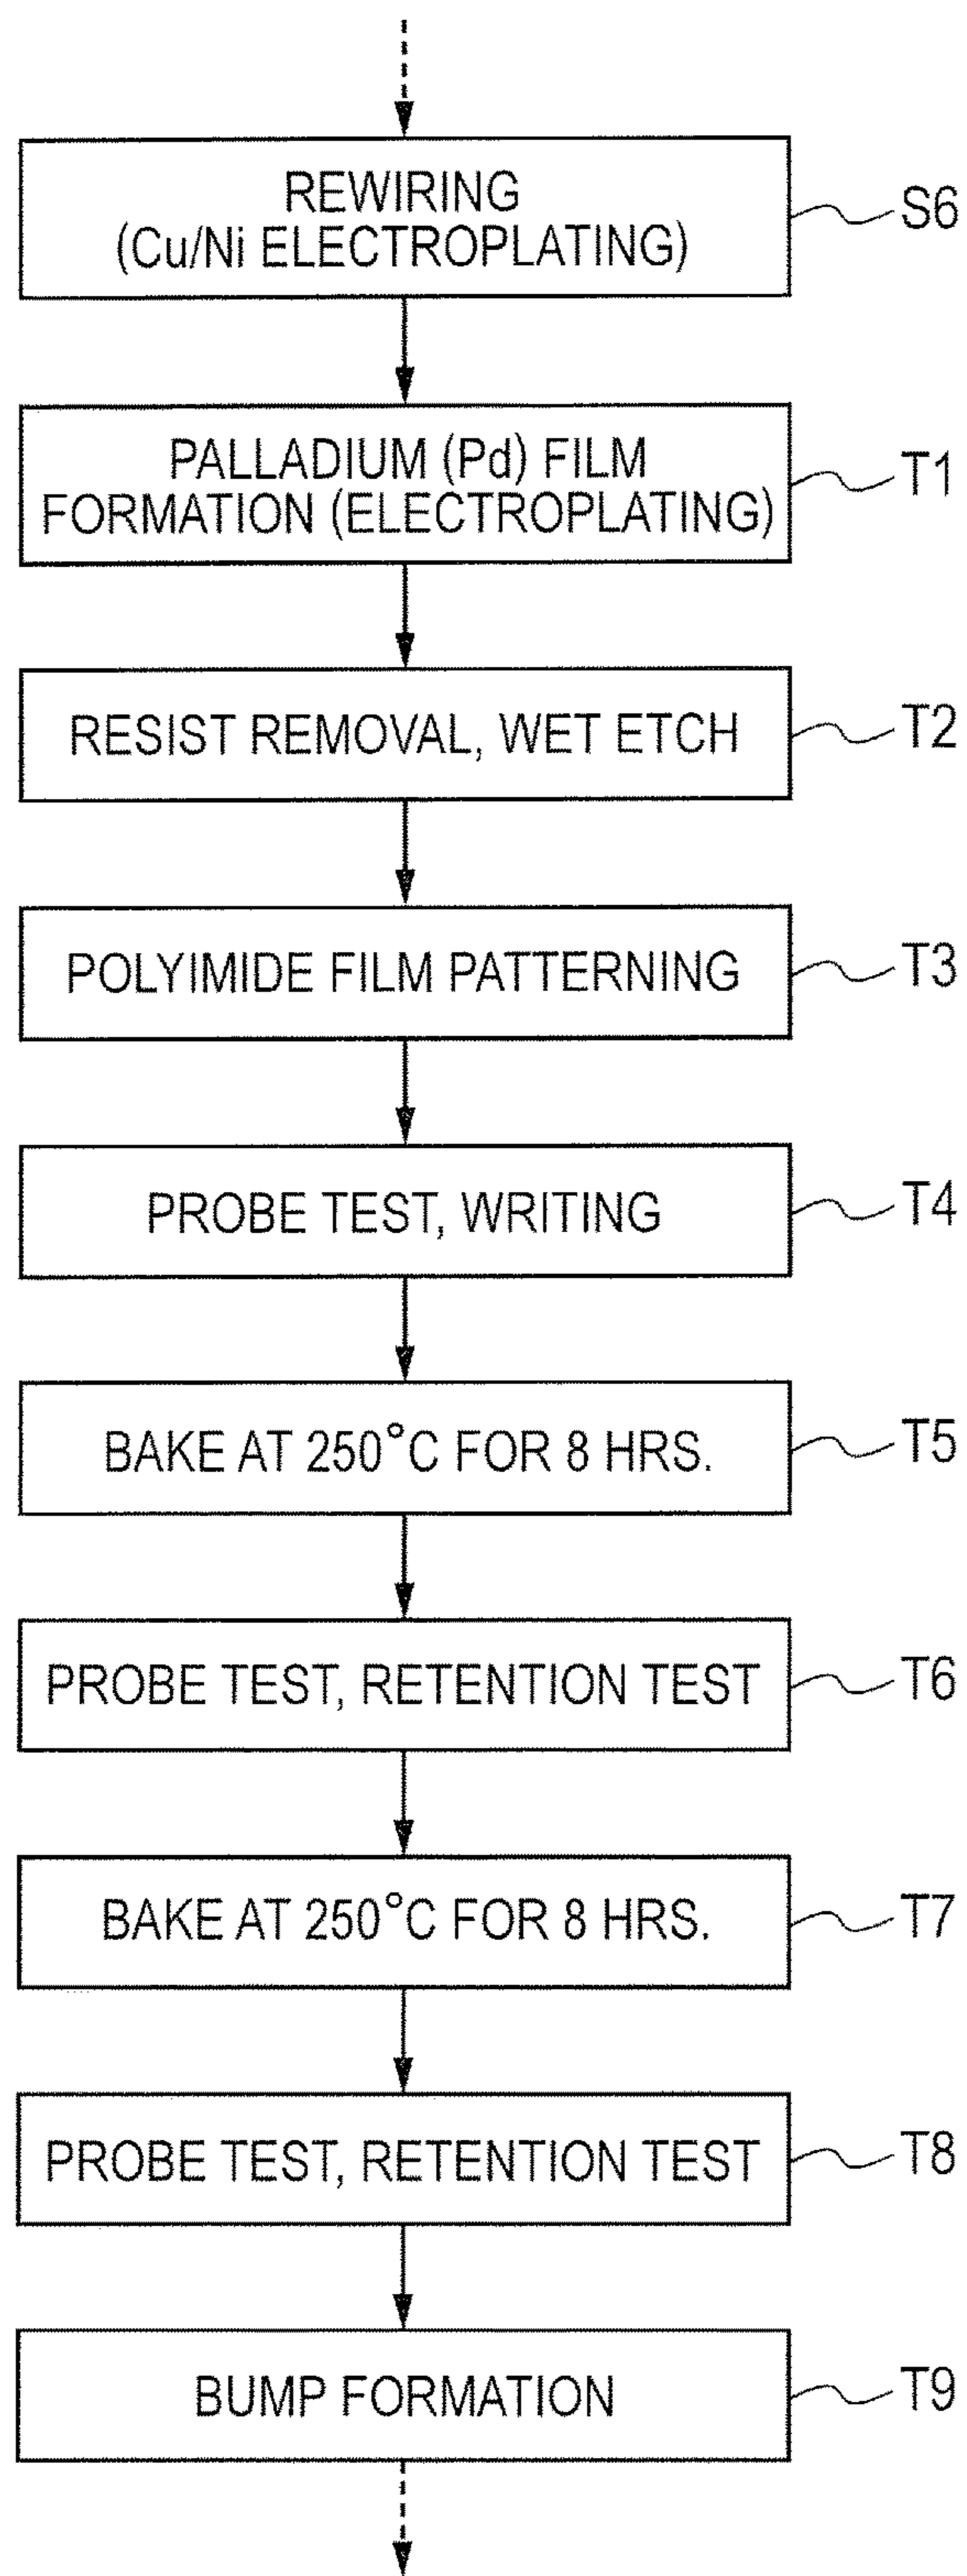 REWIRING
(Cu/Ni ELECTROPLATING)
S6
PALLADIUM (Pd) FILM
FORMATION (ELECTROPLATING)
T1
RESIST REMOVAL, WET ETCH
T2
POLYIMIDE FILM PATTERNING
T3
PROBE TEST, WRITING
T4
BAKE AT 250°C FOR 8 HRS.
T5
PROBE TEST, RETENTION TEST
T6
BAKE AT 250°C FOR 8 HRS.
T7
PROBE TEST, RETENTION TEST
T8
BUMP FORMATION
T9